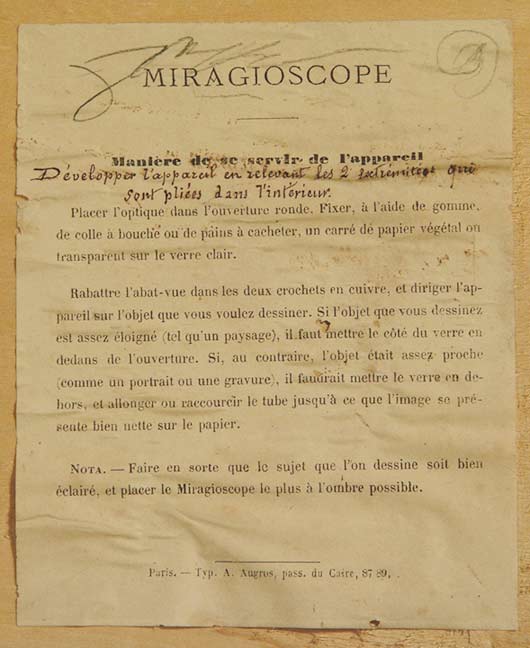 MIRAGIOSCOPE
Manière de se servir de l'appareil
Développer l'appareil en relevant les 2 extrémités qui
sont pliées dans l'intérieur.
Placer l'optique dans l'ouverture ronde. Fixer, à l'aide de gomme,
de colle à bouche ou de pains à cacheter, un carré de papier végétal ou
transparent sur le verre clair.
Rabattre l'abat-vue dans les deux crochets en cuivre, et diriger l'ap-
pareil sur l'objet que vous voulez dessiner. Si l'objet que vous dessinez
est assez éloigné (tel qu'un paysage), il faut mettre le côté du verre en
dedans de l'ouverture. Si, au contraire, l'objet était assez proche
(comme un portrait ou une gravure), il faudrait mettre le verre en de-
hors, et allonger ou raccourcir le tube jusqu'à ce que l'image se pré-
sente bien nette sur le papier.
NOTA. — Faire en sorte que le sujet que l'on dessine soit bien
éclairé, et placer le Miragioscope le plus à l'ombre possible.
Paris. — Typ. A. Augros, pass. du Caire, 87-89.